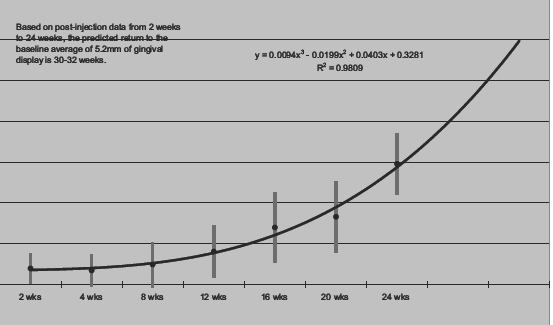 Based on post-injection data from 2 weeks
to 24 weeks, the predicted return to the
baseline average of 5.2mm of gingival
display is 30-32 weeks.
y = 0.0094x³ - 0.0199x² + 0.0403x + 0.3281
R² = 0.9809
2 wks 4 wks 8 wks 12 wks 16 wks 20 wks 24 wks